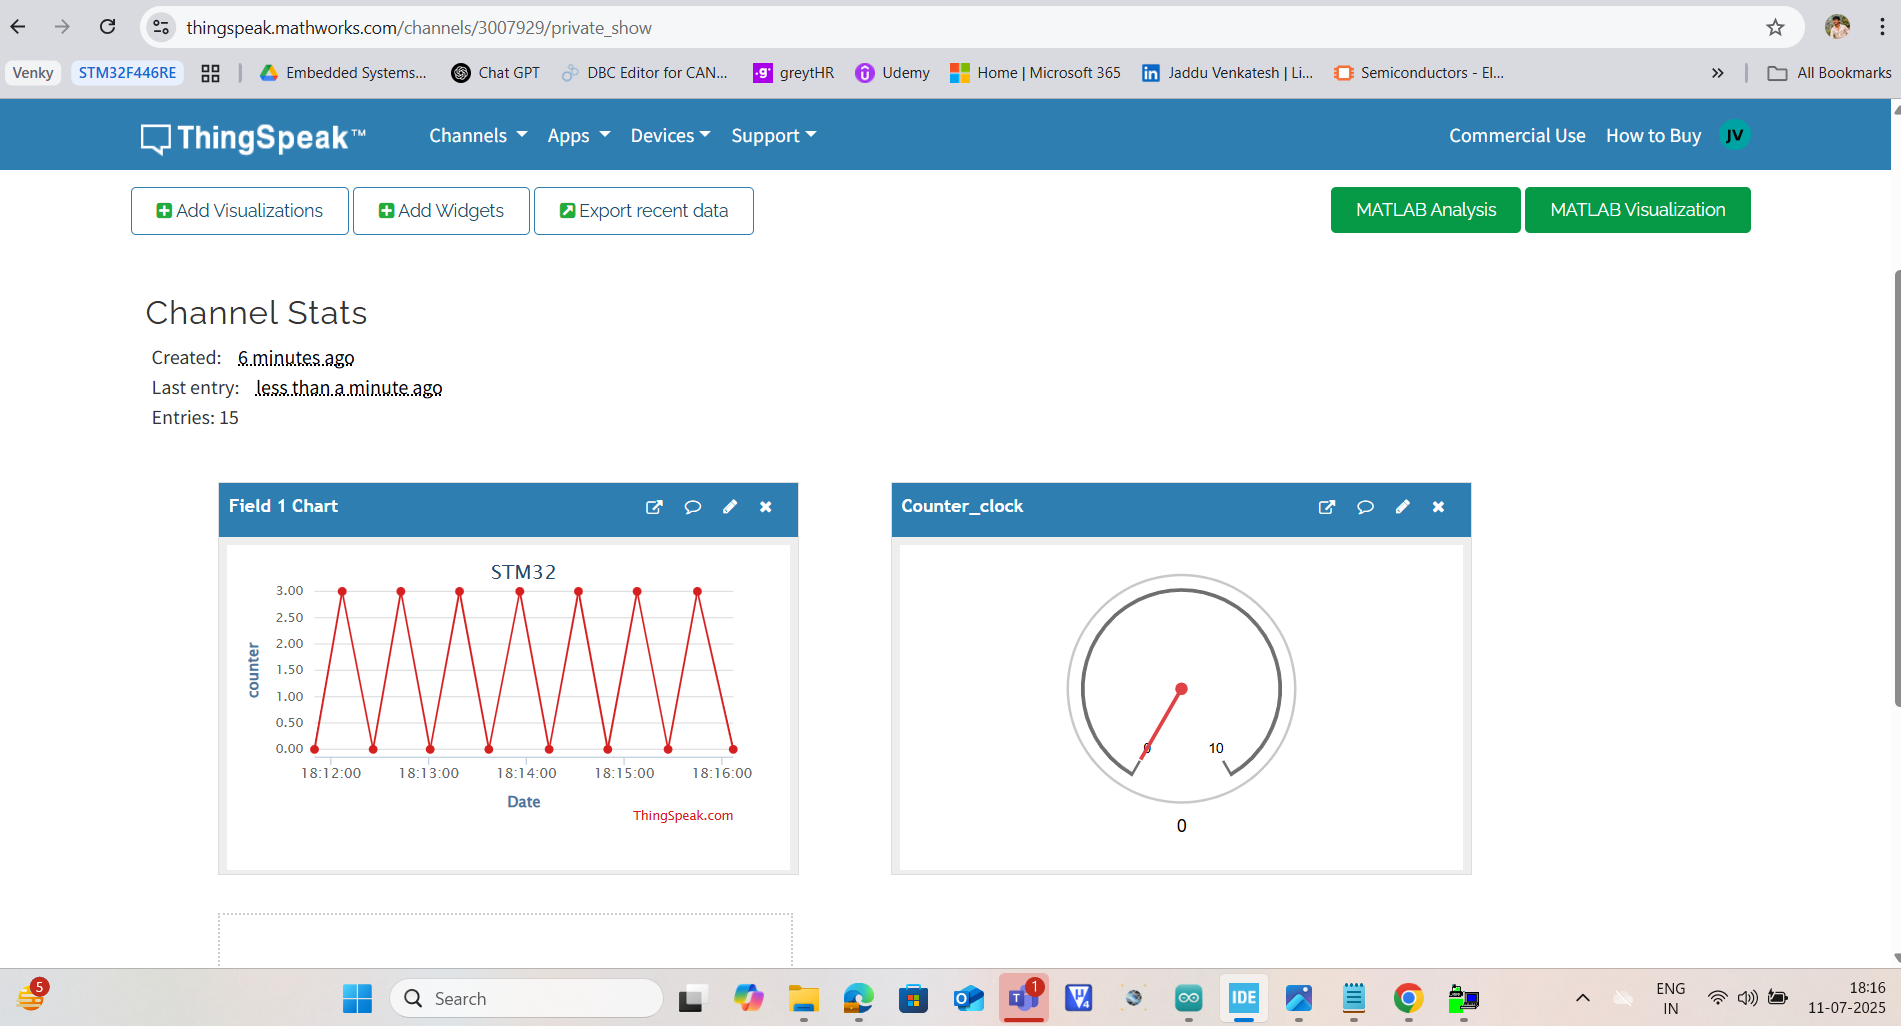 thingspeak.mathworks.com/channels/3007929/private_show
Venky STM32F446RE Embedded Systems... Chat GPT DBC Editor for CAN... greytHR Udemy Home | Microsoft 365 Jaddu Venkatesh | Li... Semiconductors - El... » All Bookmarks
ThingSpeak™ Channels Apps Devices Support Commercial Use How to Buy JV
Add Visualizations Add Widgets Export recent data MATLAB Analysis MATLAB Visualization
Channel Stats
Created: 6 minutes ago
Last entry: less than a minute ago
Entries: 15
Field 1 Chart
STM32
3.00
2.50
2.00
1.50
1.00
0.50
0.00
counter
18:12:00 18:13:00 18:14:00 18:15:00 18:16:00
Date
ThingSpeak.com
Counter_clock
0 10
0
5
Search
1
IDE
ENG
IN
18:16
11-07-2025